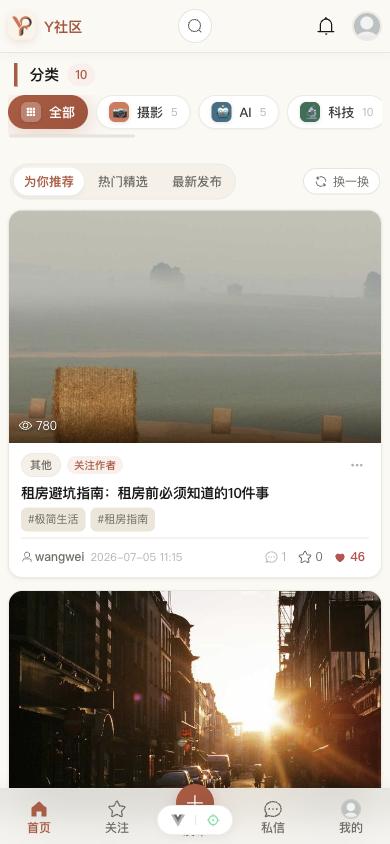 Y社区
分类 10
全部 摄影 5 AI 5 科技 10
为你推荐 热门精选 最新发布 换一换
780
其他 关注作者
租房避坑指南：租房前必须知道的10件事
#极简生活 #租房指南
wangwei 2026-07-05 11:15 1 0 46
首页 关注 私信 我的